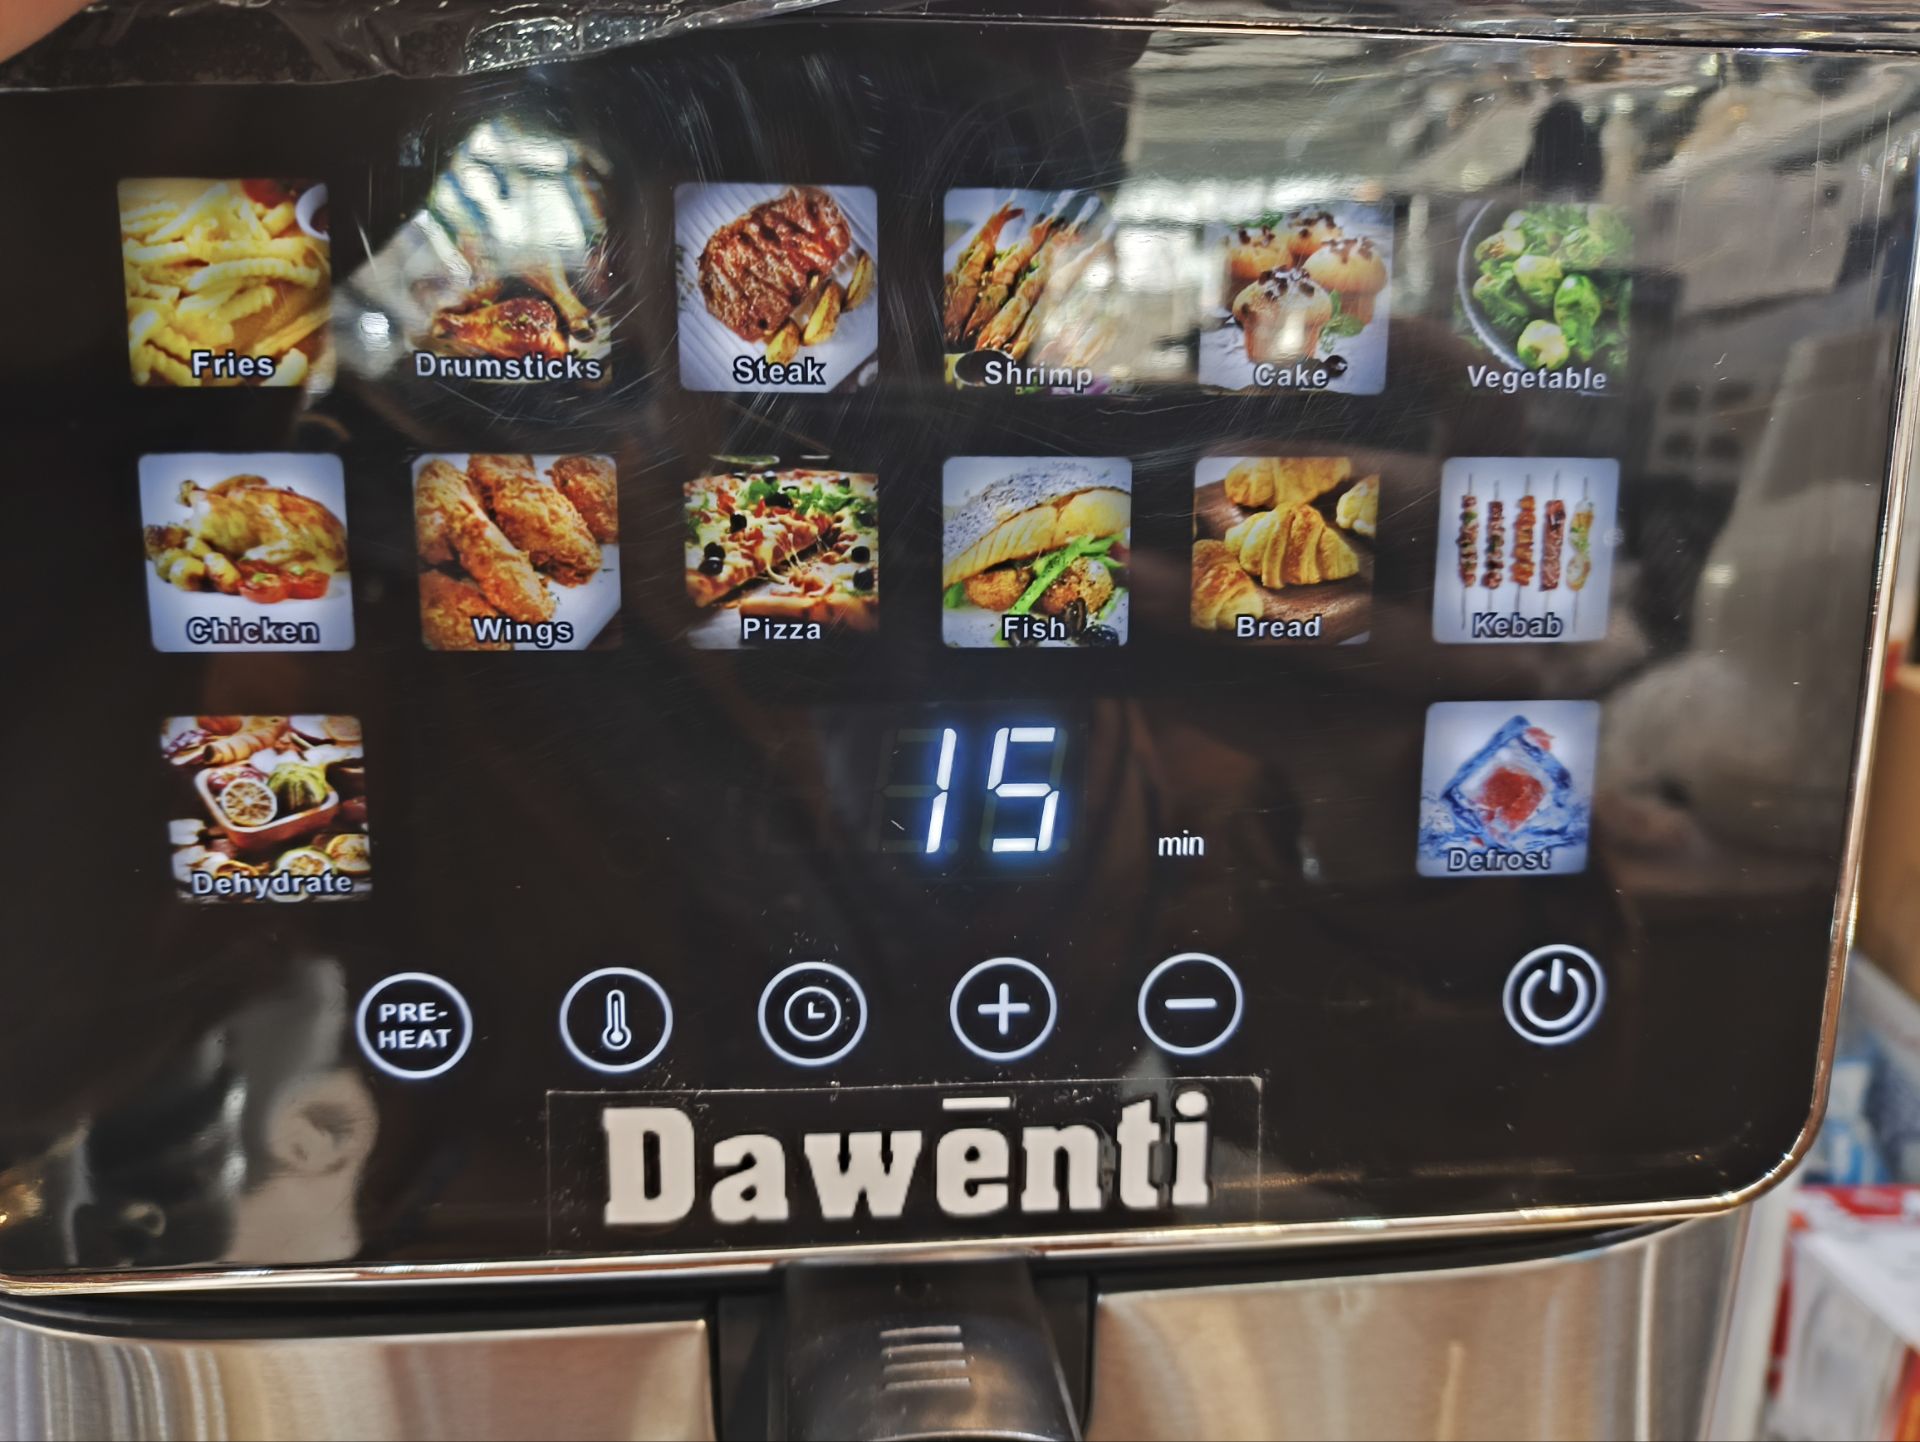 Fries Drumsticks Steak Shrimp Cake Vegetable
Chicken Wings Pizza Fish Bread Kebab
Dehydrate 15 min Defrost
PRE-
HEAT
Dawēnti